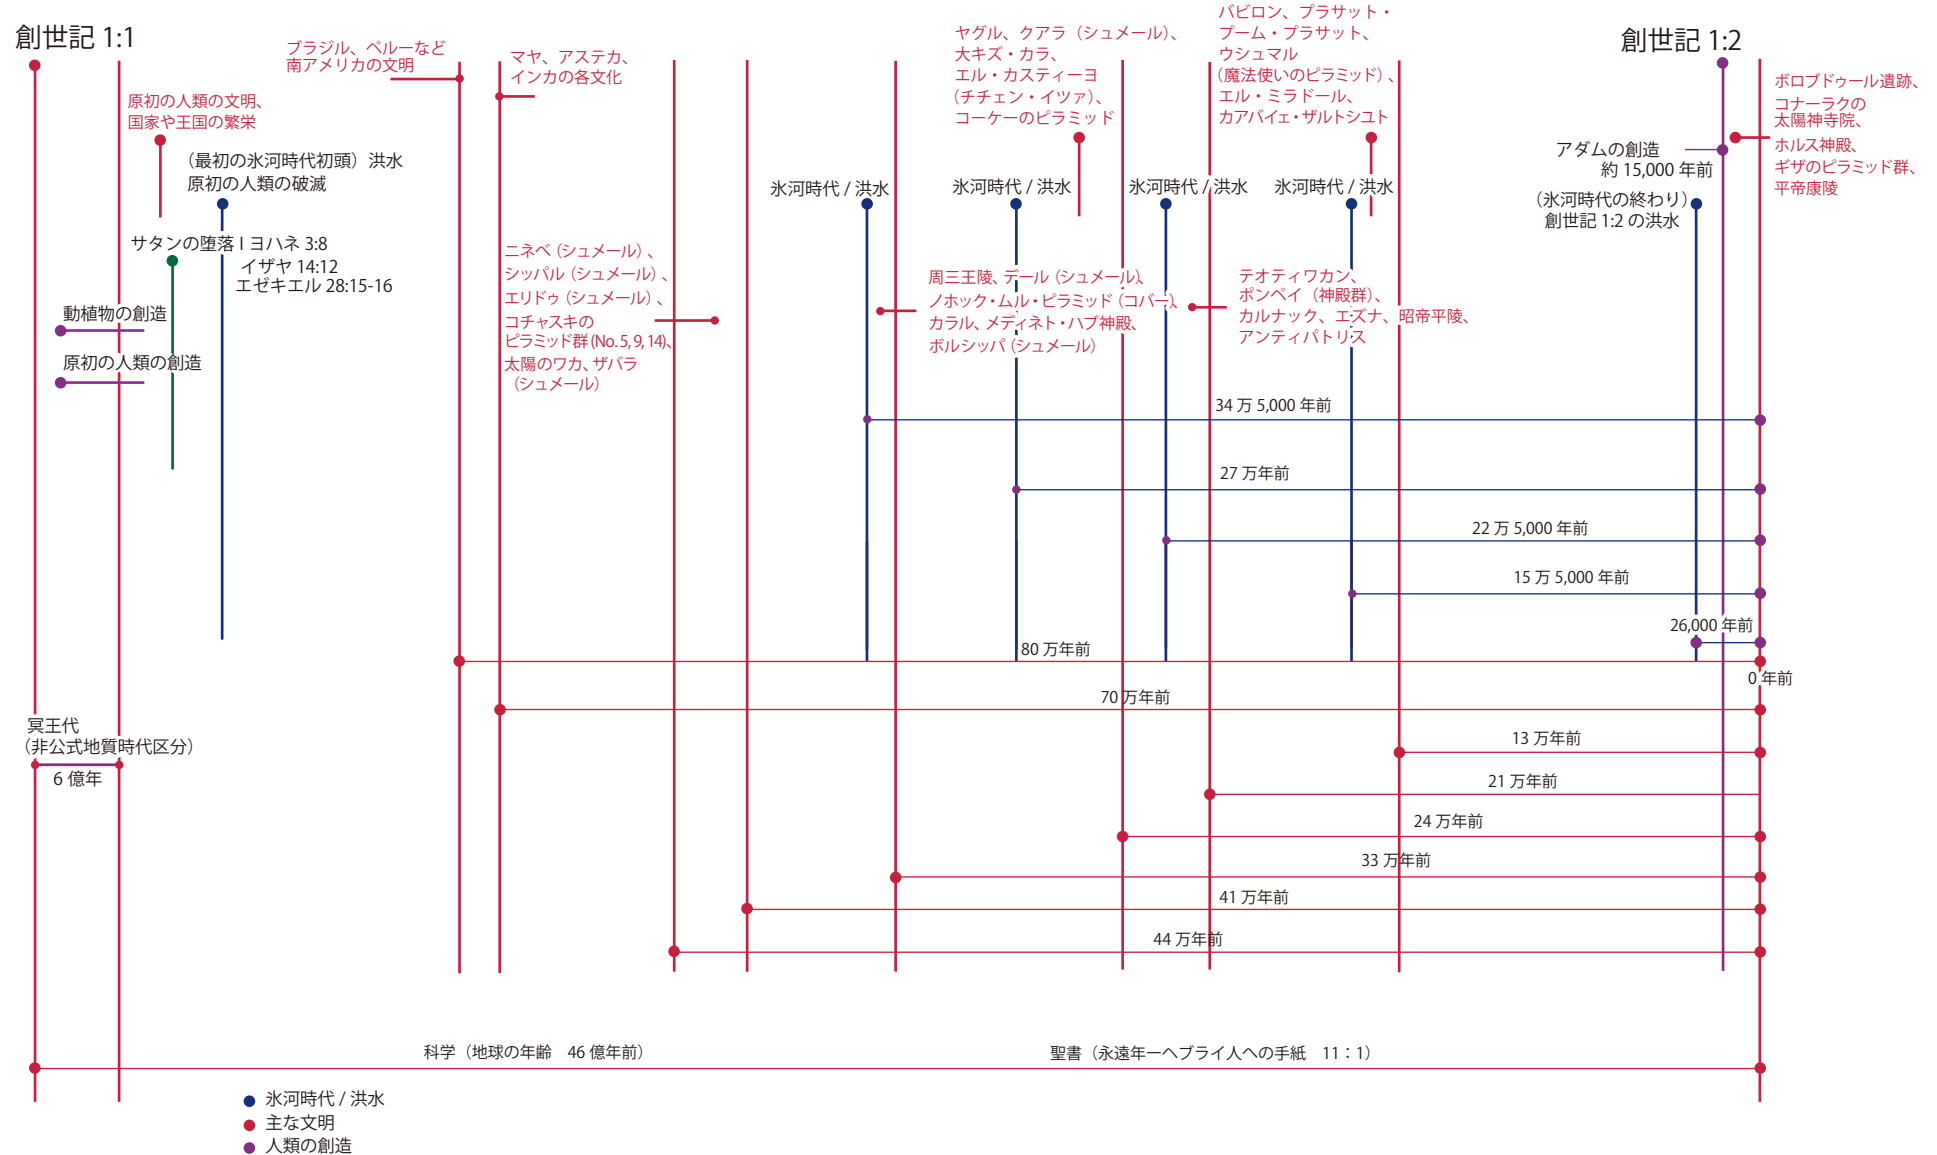 創世記 1:1
ブラジル、ペルーなど
南アメリカの文明
マヤ、アステカ、
インカの各文化
ヤグル、クアラ（シュメール）、
大キズ・カラ、
エル・カスティーヨ
（チチェン・イツァ）、
コーケーのピラミッド
バビロン、プラサット・
プーム・プラサット、
ウシュマル
（魔法使いのピラミッド）、
エル・ミラドール、
カアバイェ・ザルトシユト
創世記 1:2
ボロブドゥール遺跡、
コナーラクの
太陽神寺院、
ホルス神殿、
ギザのピラミッド群、
平帝康陵
原初の人類の文明、
国家や王国の繁栄
（最初の氷河時代初頭）洪水
原初の人類の破滅
氷河時代 / 洪水
氷河時代 / 洪水
氷河時代 / 洪水
氷河時代 / 洪水
アダムの創造
約 15,000 年前
（氷河時代の終わり）
創世記 1:2 の洪水
サタンの堕落 I ヨハネ 3:8
イザヤ 14:12
エゼキエル 28:15-16
動植物の創造
原初の人類の創造
ニネベ（シュメール）、
シッパル（シュメール）、
エリドゥ（シュメール）、
コチャスキの
ピラミッド群 (No. 5, 9, 14)、
太陽のワカ、ザバラ
（シュメール）
周三王陵、デール（シュメール）、
ノホック・ムル・ピラミッド（コバー）、
カラル、メディネト・ハブ神殿、
ボルシッパ（シュメール）
テオティワカン、
ポンペイ（神殿群）、
カルナック、エズナ、昭帝平陵、
アンティパトリス
34 万 5,000 年前
27 万年前
22 万 5,000 年前
15 万 5,000 年前
26,000 年前
80 万年前
0 年前
70 万年前
冥王代
（非公式地質時代区分）
6 億年
13 万年前
21 万年前
24 万年前
33 万年前
41 万年前
44 万年前
科学（地球の年齢　46 億年前）
聖書（永遠年ーヘブライ人への手紙　11：1）
氷河時代 / 洪水
主な文明
人類の創造